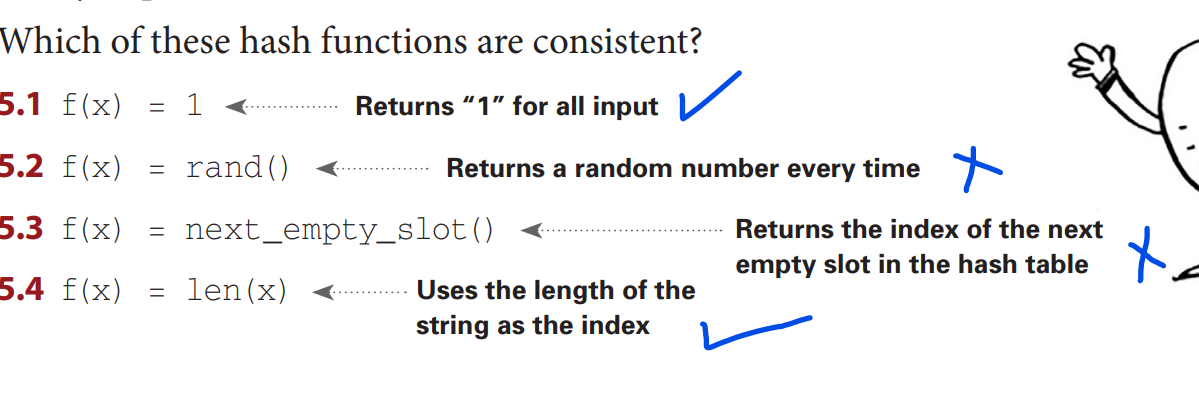 Which of these hash functions are consistent?
5.1 f(x) = 1 Returns “1” for all input
5.2 f(x) = rand() Returns a random number every time
5.3 f(x) = next_empty_slot() Returns the index of the next
empty slot in the hash table
5.4 f(x) = len(x) Uses the length of the
string as the index